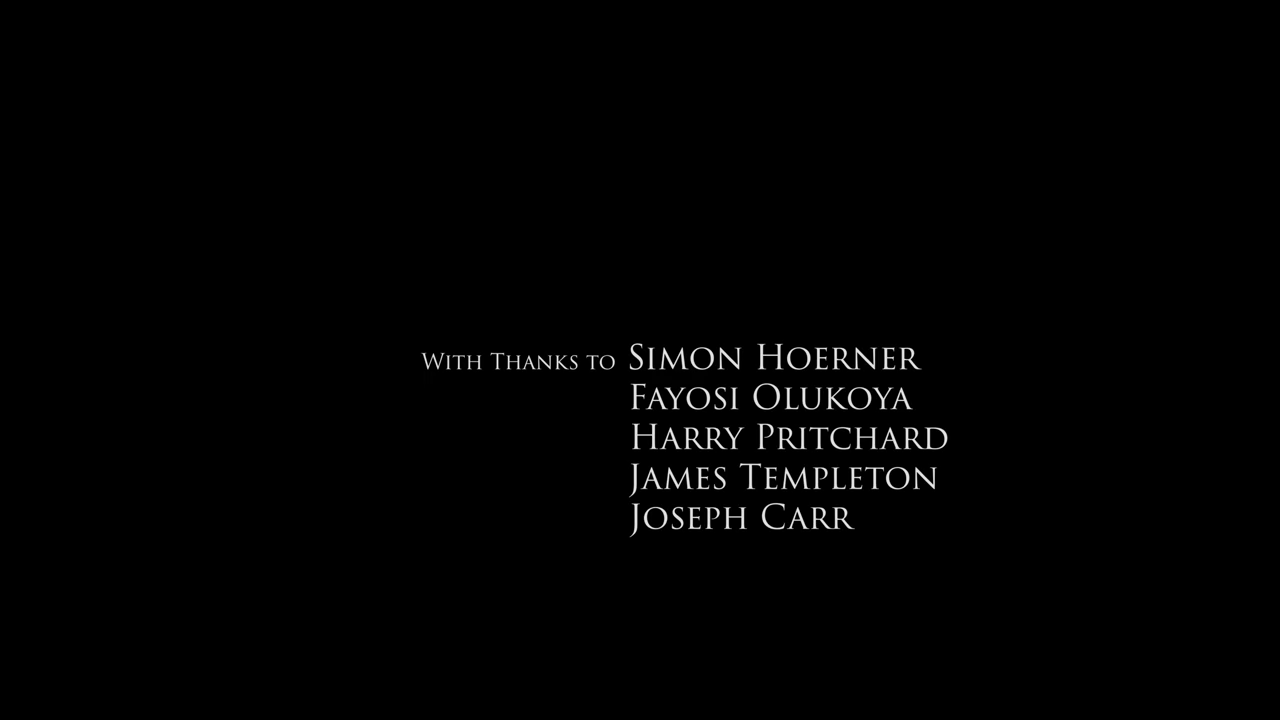 With Thanks to Simon Hoerner
Fayosi Olukoya
Harry Pritchard
James Templeton
Joseph Carr